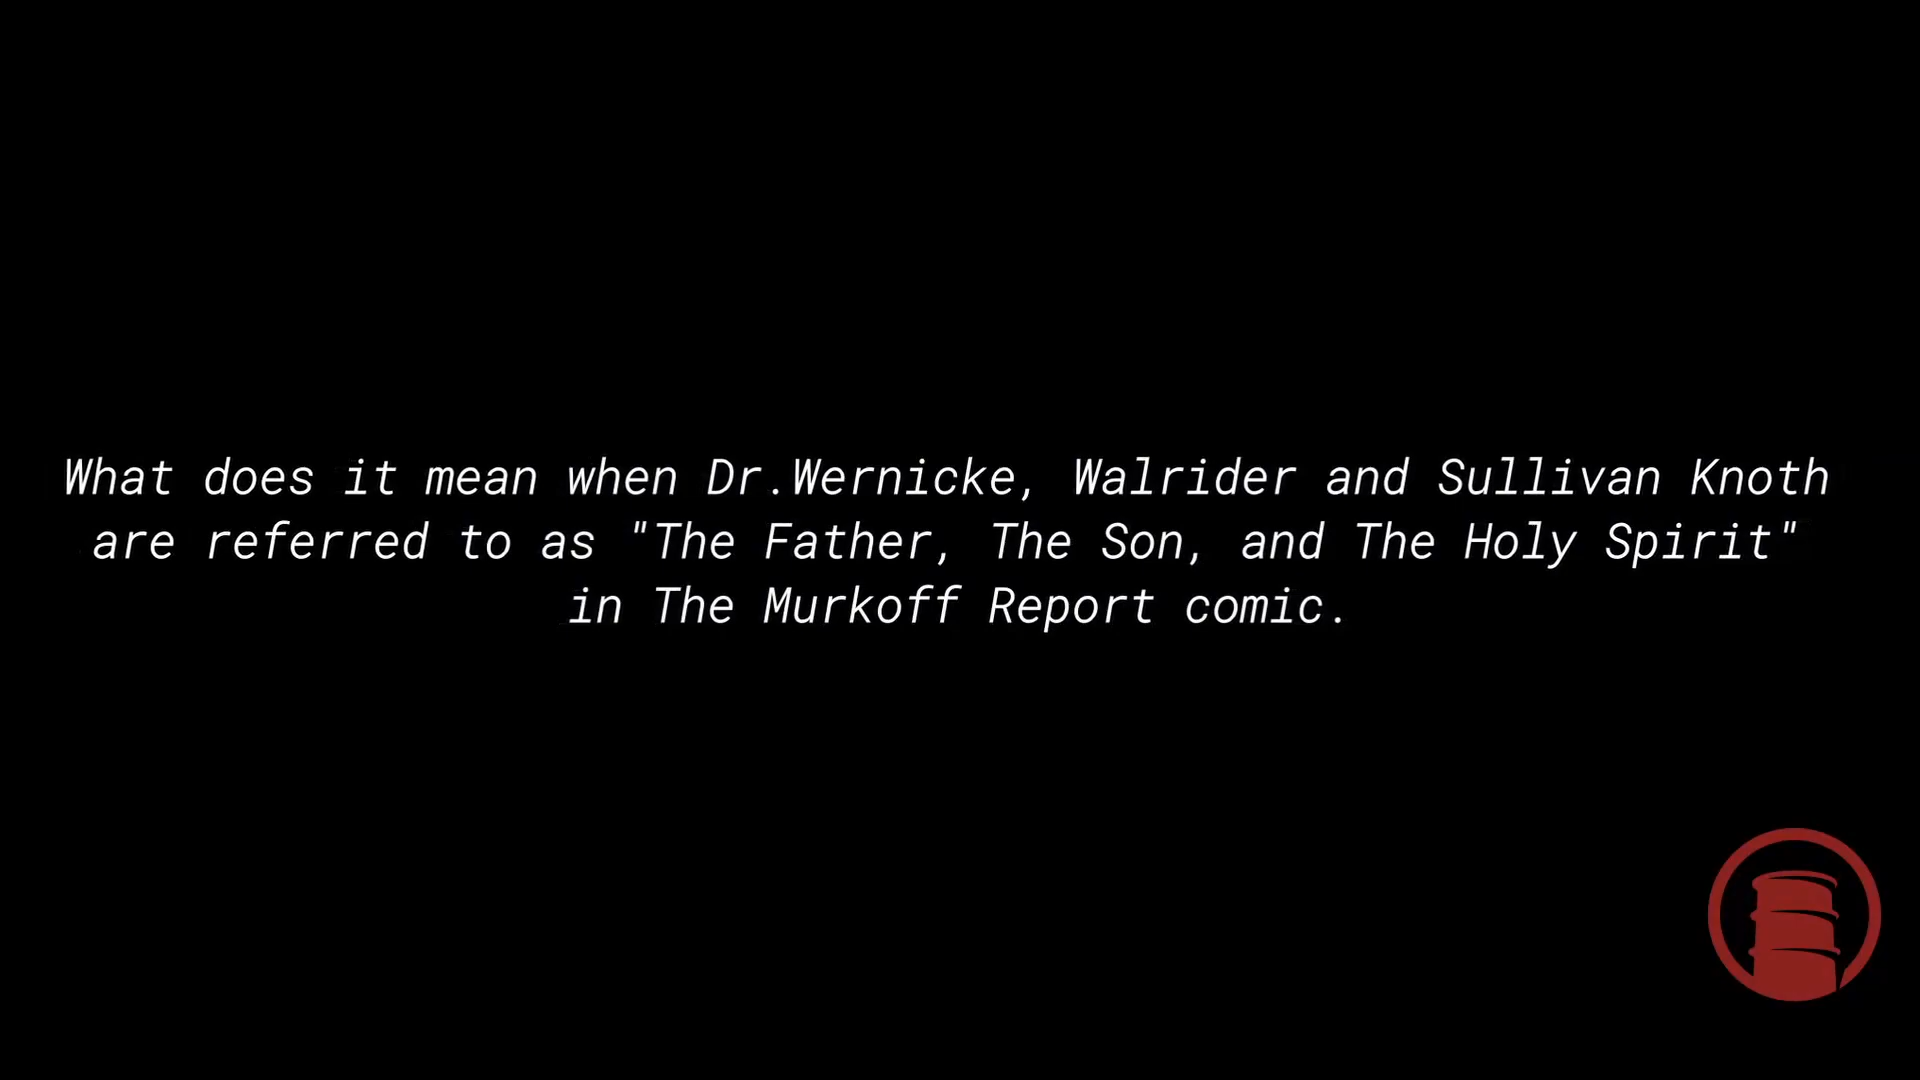 What does it mean when Dr.Wernicke, Walrider and Sullivan Knoth
are referred to as "The Father, The Son, and The Holy Spirit"
in The Murkoff Report comic.